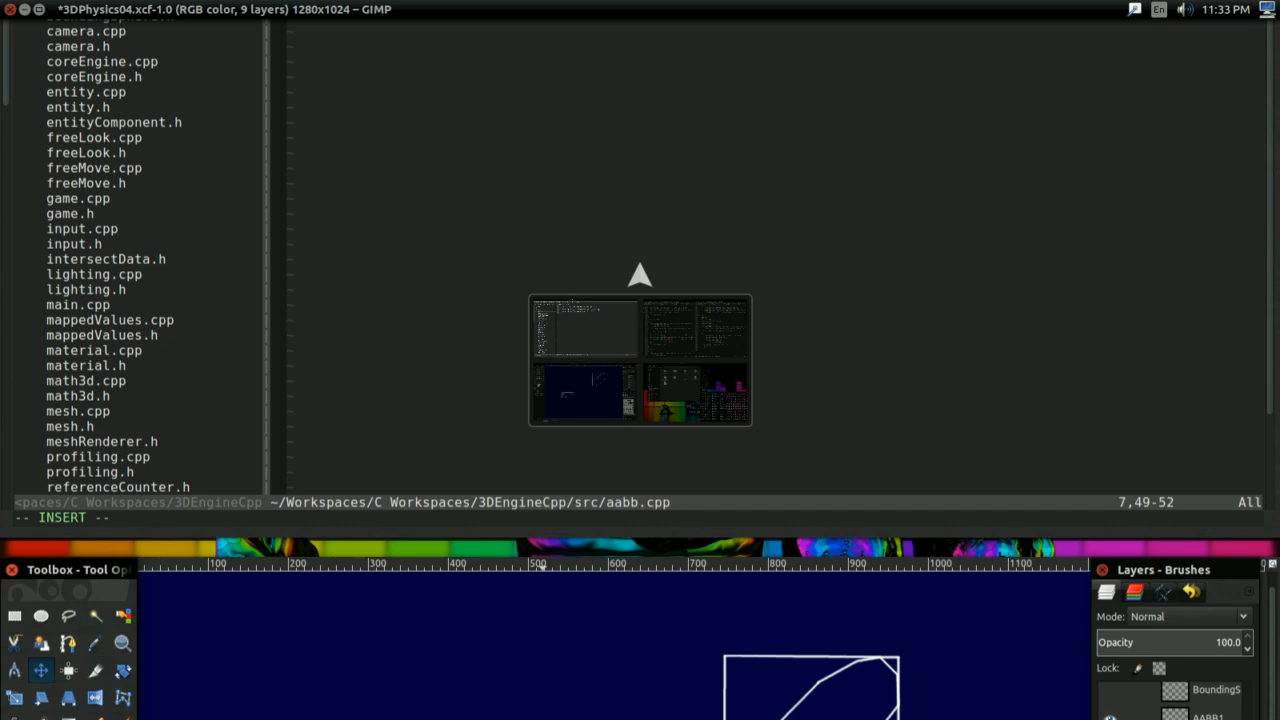 *3DPhysics04.xcf-1.0 (RGB color, 9 layers) 1280x1024 – GIMP
En
11:33 PM
camera.cpp
camera.h
coreEngine.cpp
coreEngine.h
entity.cpp
entity.h
entityComponent.h
freeLook.cpp
freeLook.h
freeMove.cpp
freeMove.h
game.cpp
game.h
input.cpp
input.h
intersectData.h
lighting.cpp
lighting.h
main.cpp
mappedValues.cpp
mappedValues.h
material.cpp
material.h
math3d.cpp
math3d.h
mesh.cpp
mesh.h
meshRenderer.h
profiling.cpp
profiling.h
referenceCounter.h
<paces/C Workspaces/3DEngineCpp ~/Workspaces/C Workspaces/3DEngineCpp/src/aabb.cpp 7,49-52 All
-- INSERT --
Toolbox - Tool Op
100 200 300 400 500 600 700 800 900 1000 1100
Layers - Brushes
Mode: Normal
Opacity 100.0
Lock:
BoundingS
AABB1